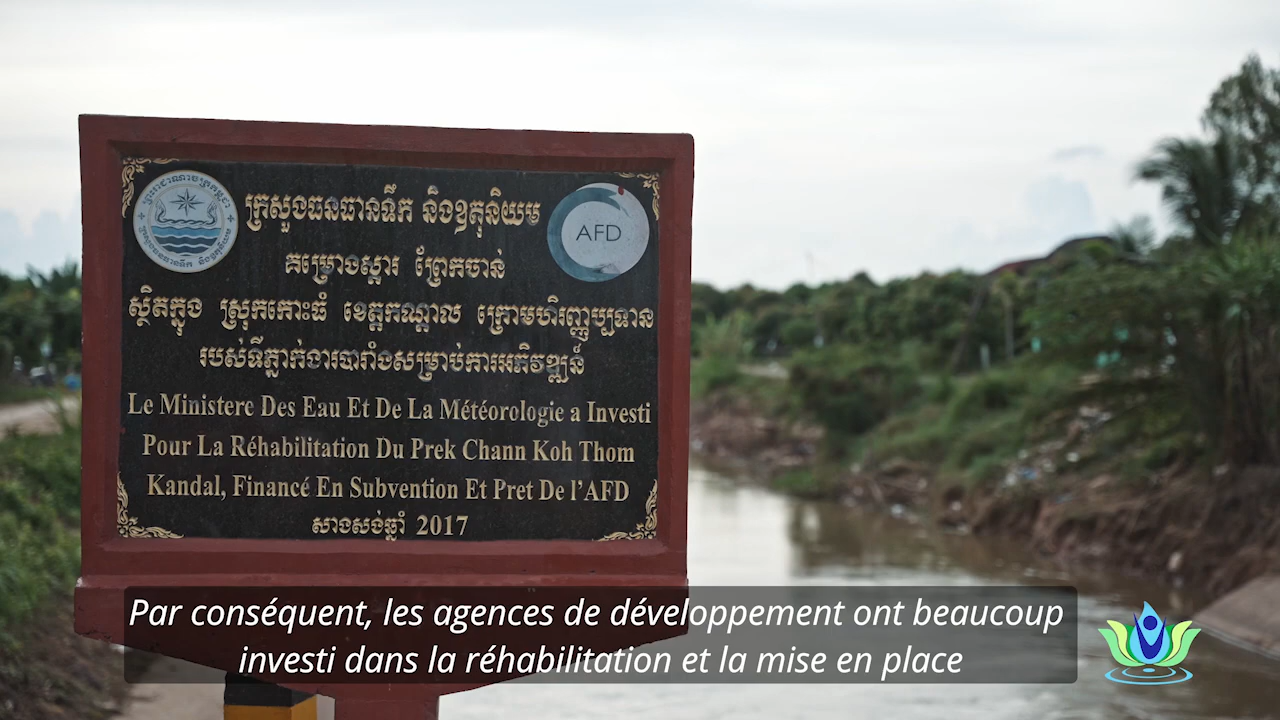 ក្រសួងធនធានទឹក និងឧតុនិយម
AFD
គម្រោងស្តារ ព្រែកចាន់
ស្ថិតក្នុង ស្រុកកោះធំ ខេត្តកណ្តាល ក្រោមហិរញ្ញប្បទាន
របស់ទីភ្នាក់ងារបារាំងសម្រាប់ការអភិវឌ្ឍន៍
Le Ministere Des Eau Et De La Météorologie a Investi
Pour La Réhabilitation Du Prek Chann Koh Thom
Kandal, Financé En Subvention Et Pret De l'AFD
សាងសង់ឆ្នាំ 2017
Par conséquent, les agences de développement ont beaucoup
investi dans la réhabilitation et la mise en place